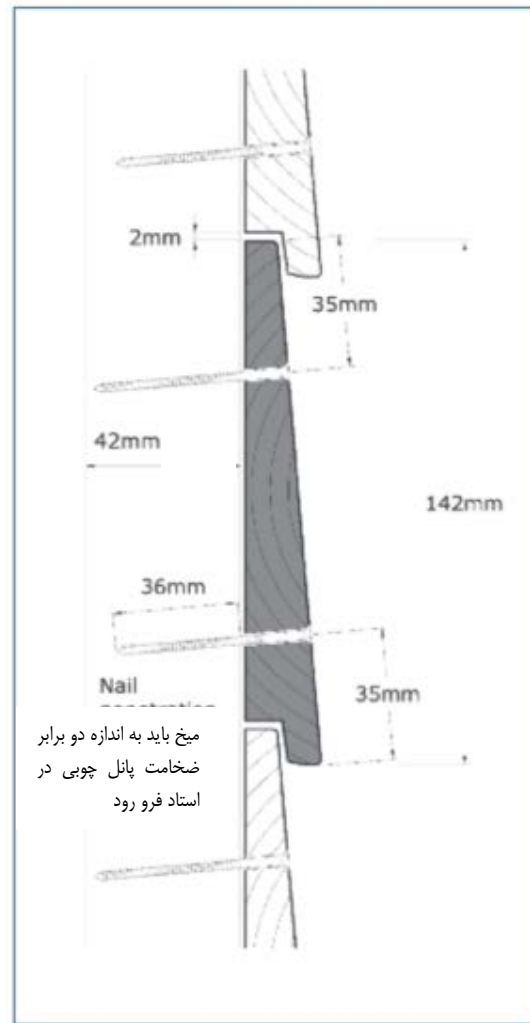 2mm
35mm
42mm
142mm
36mm
35mm
Nail
میخ باید به اندازه دو برابر
ضخامت پانل چوبی در
استاد فرو رود